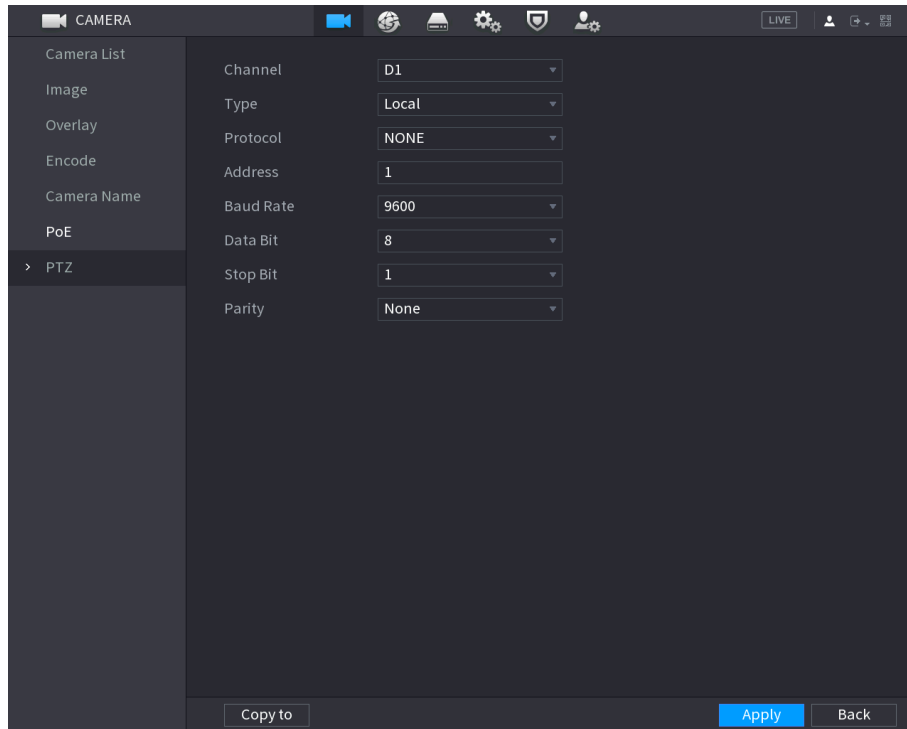 CAMERA LIVE
Camera List
Image
Overlay
Encode
Camera Name
PoE
> PTZ
Channel D1
Type Local
Protocol NONE
Address 1
Baud Rate 9600
Data Bit 8
Stop Bit 1
Parity None
Copy to Apply Back